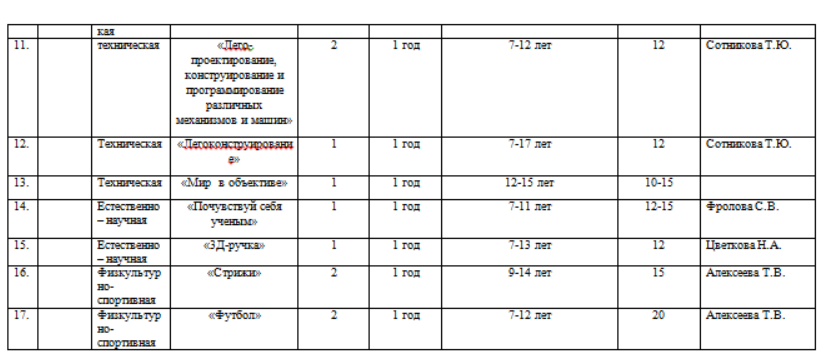 кая
11. техническая «Лего- 2 1 год 7-12 лет 12 Сотникова Т.Ю.
проектирование,
конструирование и
программирование
различных
механизмов и машин»
12. Техническая «Легоконструировани 1 1 год 7-17 лет 12 Сотникова Т.Ю.
е»
13. Техническая «Мир в объективе» 1 1 год 12-15 лет 10-15
14. Естественно «Почувствуй себя 1 1 год 7-11 лет 12-15 Фролова С.В.
– научная ученым»
15. Естественно «3Д-ручка» 1 1 год 7-13 лет 12 Цветкова Н.А.
– научная
16. Физкультур «Стрижи» 2 1 год 9-14 лет 15 Алексеева Т.В.
но-
спортивная
17. Физкультур «Футбол» 2 1 год 7-12 лет 20 Алексеева Т.В.
но-
спортивная